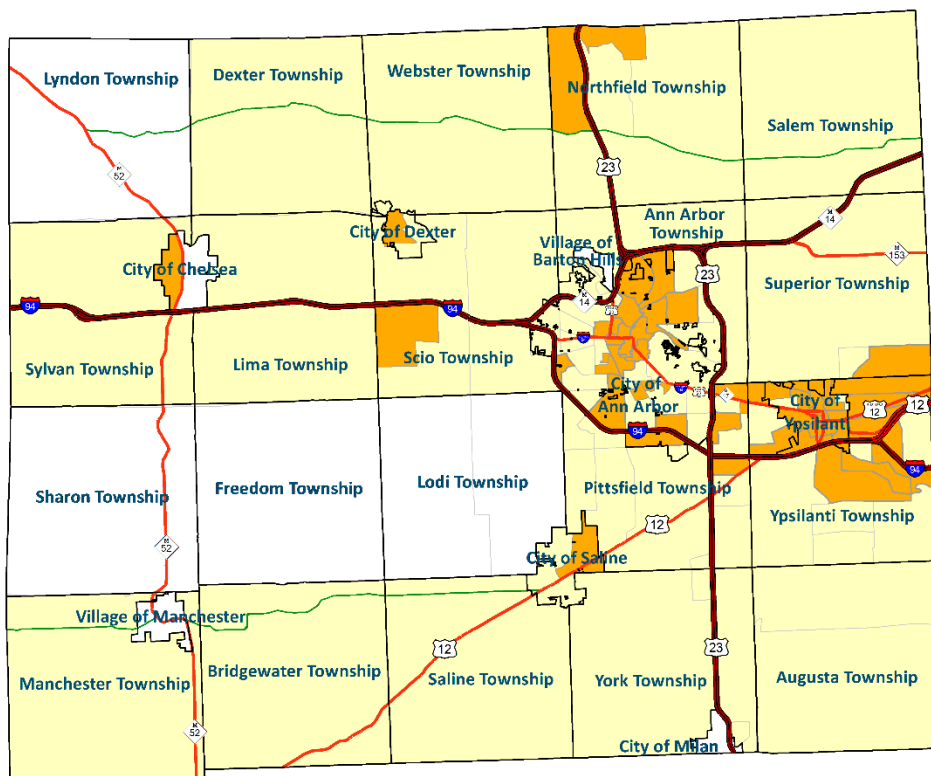 Lyndon Township
Dexter Township
Webster Township
Northfield Township
Salem Township
M
52
23
City of Dexter
Ann Arbor
Township
M
14
Village of
Barton Hills
M
153
City of Chelsea
23
Superior Township
94
94
M
14
Sylvan Township
Lima Township
Scio Township
City of
Ann Arbor
City of
Ypsilanti
12
12
94
94
Sharon Township
Freedom Township
Lodi Township
Pittsfield Township
Ypsilanti Township
12
M
52
City of Saline
Village of Manchester
12
23
Manchester Township
Bridgewater Township
Saline Township
York Township
Augusta Township
M
52
City of Milan